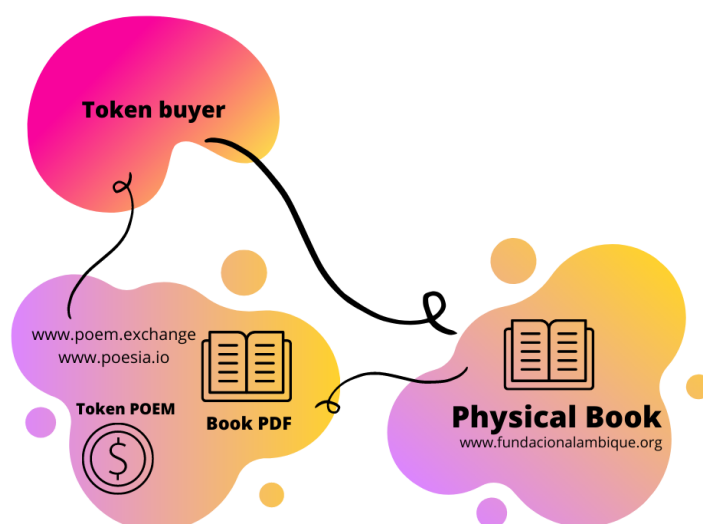 Token buyer
www.poem.exchange
www.poesia.io
Token POEM
$
Book PDF
Physical Book
www.fundacionalambique.org